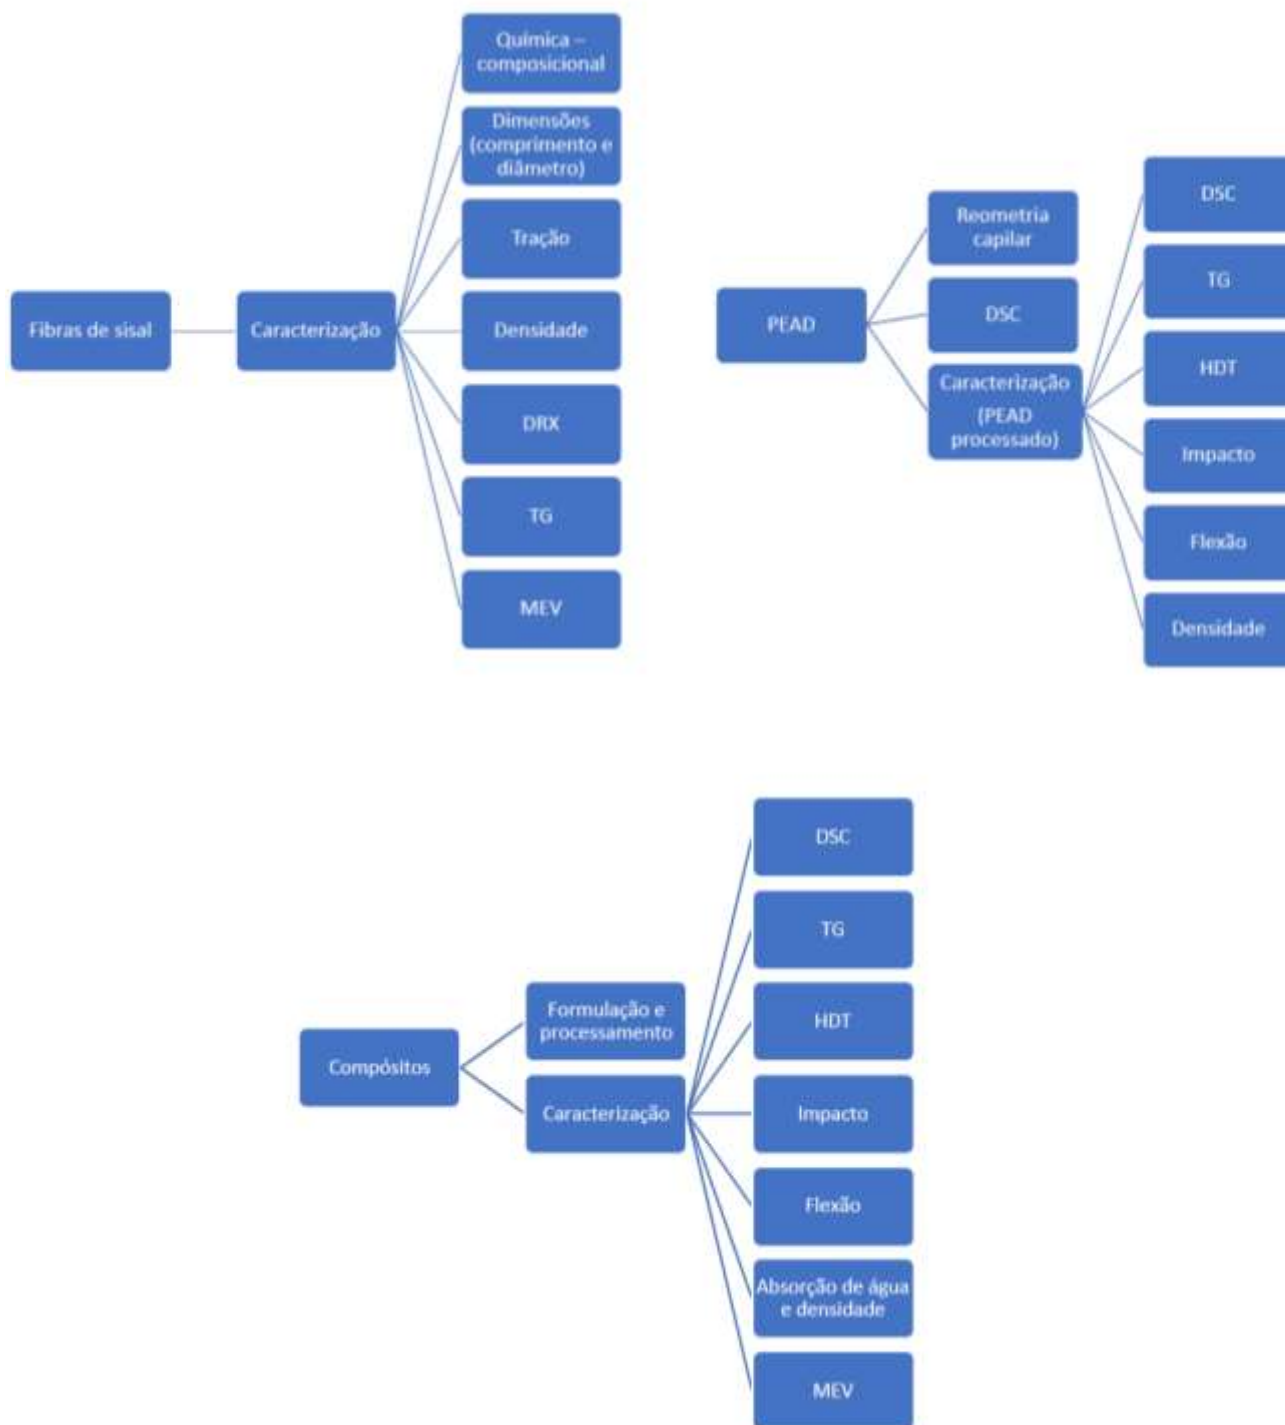 Fibras de sisal
Caracterização
Química –
composicional
Dimensões
(comprimento e
diâmetro)
Tração
Densidade
DRX
TG
MEV
PEAD
Reometria
capilar
DSC
Caracterização
(PEAD
processado)
DSC
TG
HDT
Impacto
Flexão
Densidade
Compósitos
Formulação e
processamento
Caracterização
DSC
TG
HDT
Impacto
Flexão
Absorção de água
e densidade
MEV